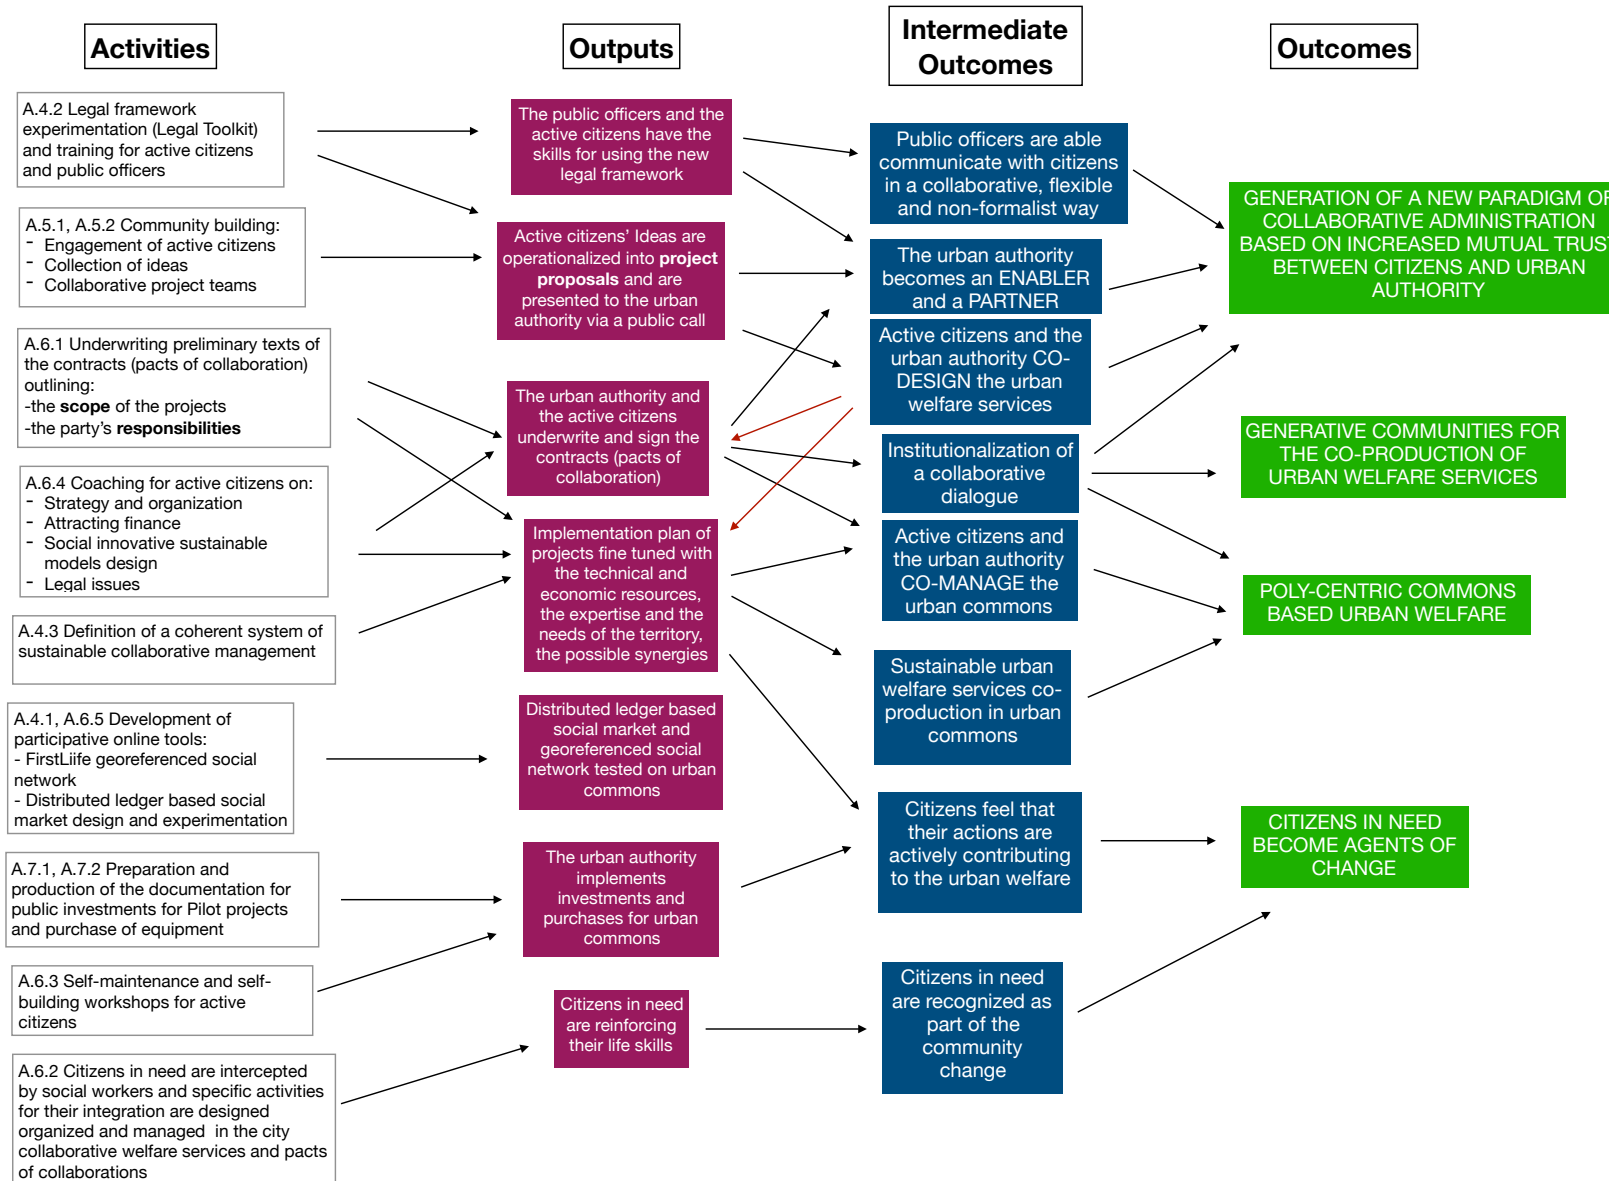 Activities
Outputs
Intermediate
Outcomes
Outcomes
A.4.2 Legal framework
experimentation (Legal Toolkit)
and training for active citizens
and public officers
A.5.1, A.5.2 Community building:
- Engagement of active citizens
- Collection of ideas
- Collaborative project teams
A.6.1 Underwriting preliminary texts of
the contracts (pacts of collaboration)
outlining:
-the scope of the projects
-the party's responsibilities
A.6.4 Coaching for active citizens on:
- Strategy and organization
- Attracting finance
- Social innovative sustainable
models design
- Legal issues
A.4.3 Definition of a coherent system of
sustainable collaborative management
A.4.1, A.6.5 Development of
participative online tools:
- FirstLiife georeferenced social
network
- Distributed ledger based social
market design and experimentation
A.7.1, A.7.2 Preparation and
production of the documentation for
public investments for Pilot projects
and purchase of equipment
A.6.3 Self-maintenance and self-
building workshops for active
citizens
A.6.2 Citizens in need are intercepted
by social workers and specific activities
for their integration are designed
organized and managed in the city
collaborative welfare services and pacts
of collaborations
The public officers and the
active citizens have the
skills for using the new
legal framework
Active citizens' Ideas are
operationalized into project
proposals and are
presented to the urban
authority via a public call
The urban authority and
the active citizens
underwrite and sign the
contracts (pacts of
collaboration)
Implementation plan of
projects fine tuned with
the technical and
economic resources,
the expertise and the
needs of the territory,
the possible synergies
Distributed ledger based
social market and
georeferenced social
network tested on urban
commons
The urban authority
implements
investments and
purchases for urban
commons
Citizens in need
are reinforcing
their life skills
Public officers are able
communicate with citizens
in a collaborative, flexible
and non-formalist way
The urban authority
becomes an ENABLER
and a PARTNER
Active citizens and the
urban authority CO-
DESIGN the urban
welfare services
Institutionalization of
a collaborative
dialogue
Active citizens and
the urban authority
CO-MANAGE the
urban commons
Sustainable urban
welfare services co-
production in urban
commons
Citizens feel that
their actions are
actively contributing
to the urban welfare
Citizens in need
are recognized as
part of the
community
change
GENERATION OF A NEW PARADIGM OF
COLLABORATIVE ADMINISTRATION
BASED ON INCREASED MUTUAL TRUST
BETWEEN CITIZENS AND URBAN
AUTHORITY
GENERATIVE COMMUNITIES FOR
THE CO-PRODUCTION OF
URBAN WELFARE SERVICES
POLY-CENTRIC COMMONS
BASED URBAN WELFARE
CITIZENS IN NEED
BECOME AGENTS OF
CHANGE